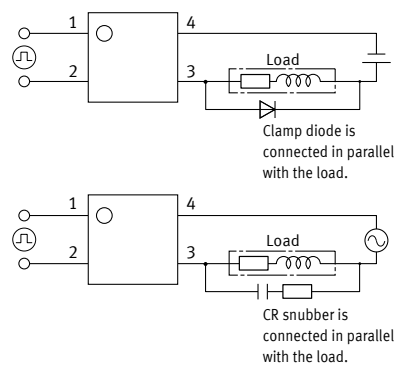 1
4
Load
2
3
Clamp diode is
connected in parallel
with the load.
1
4
Load
2
3
CR snubber is
connected in parallel
with the load.